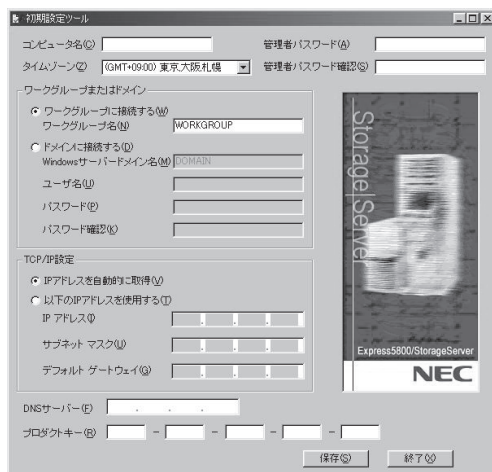 初期設定ツール
コンピュータ名(C)
管理者パスワード(A)
タイムゾーン(Z) (GMT+09:00) 東京,大阪,札幌
管理者パスワード確認(S)
ワークグループまたはドメイン
ワークグループに接続する(W)
ワークグループ名(N) WORKGROUP
ドメインに接続する(D)
Windowsサーバードメイン名(M) DOMAIN
ユーザ名(U)
パスワード(P)
パスワード確認(K)
TCP/IP設定
IPアドレスを自動的に取得(V)
以下のIPアドレスを使用する(T)
IP アドレス(I)
サブネット マスク(U)
デフォルト ゲートウェイ(G)
Storage Server
Express5800/StorageServer
NEC
DNSサーバー(F)
プロダクトキー(R) - - - -
保存(S) 終了(X)